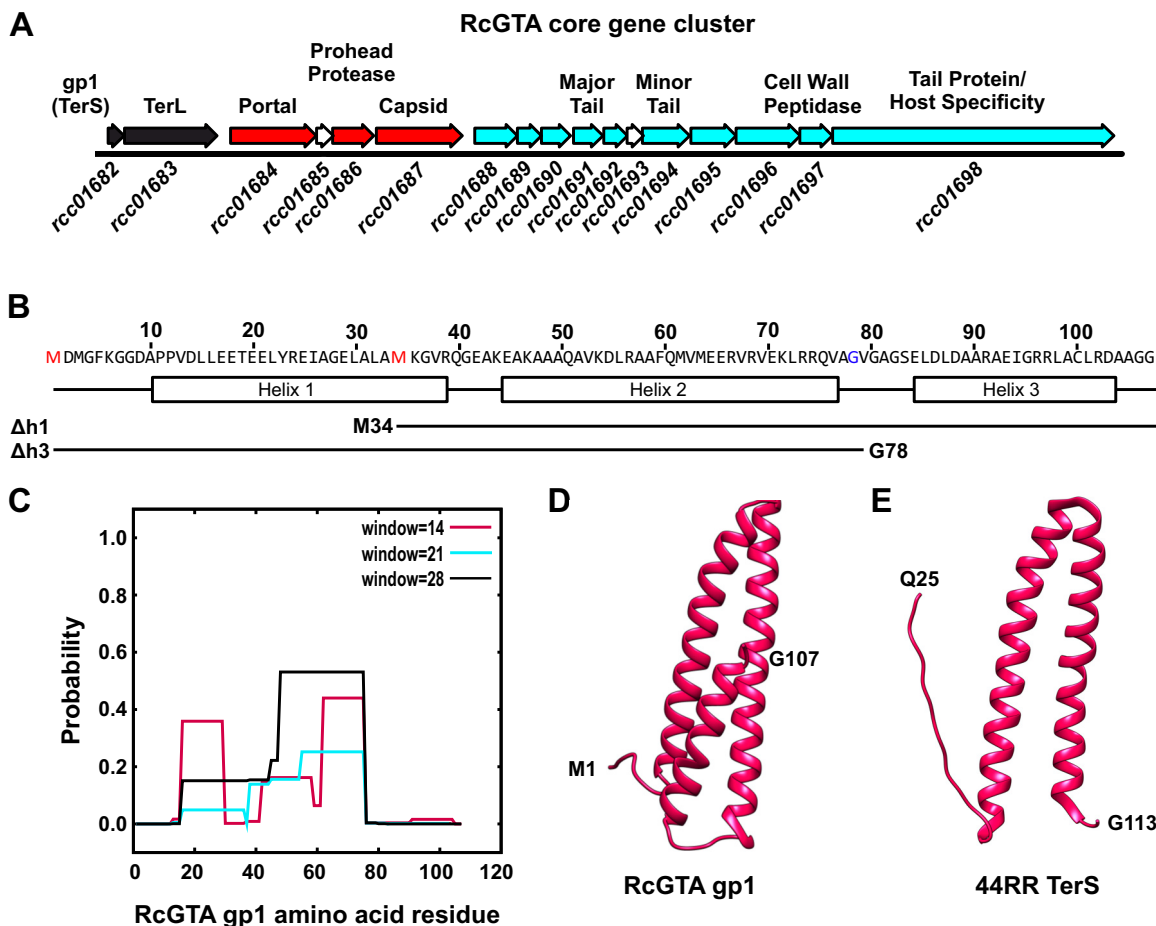 A
RcGTA core gene cluster
gp1
(TerS)
TerL
Portal
Prohead
Protease
Capsid
Major
Tail
Minor
Tail
Cell Wall
Peptidase
Tail Protein/
Host Specificity
rcc01682
rcc01683
rcc01684
rcc01685
rcc01686
rcc01687
rcc01688
rcc01689
rcc01690
rcc01691
rcc01692
rcc01693
rcc01694
rcc01695
rcc01696
rcc01697
rcc01698
B
10 20 30 40 50 60 70 80 90 100
MDMGFKGGDAPPVDLLEETEELYREIAGELALAMKGVRQGEAKEAKAAAQAVKDLRAAFQMVMEERVRVEKLRRQVAGVGAGSELDLDAARAEIGRRLACLRDAAGG
Helix 1 Helix 2 Helix 3
Δh1 M34
Δh3 G78
C
window=14
window=21
window=28
1.0
0.8
0.6
0.4
0.2
0.0
Probability
0 20 40 60 80 100 120
RcGTA gp1 amino acid residue
D
G107
M1
RcGTA gp1
E
Q25
G113
44RR TerS